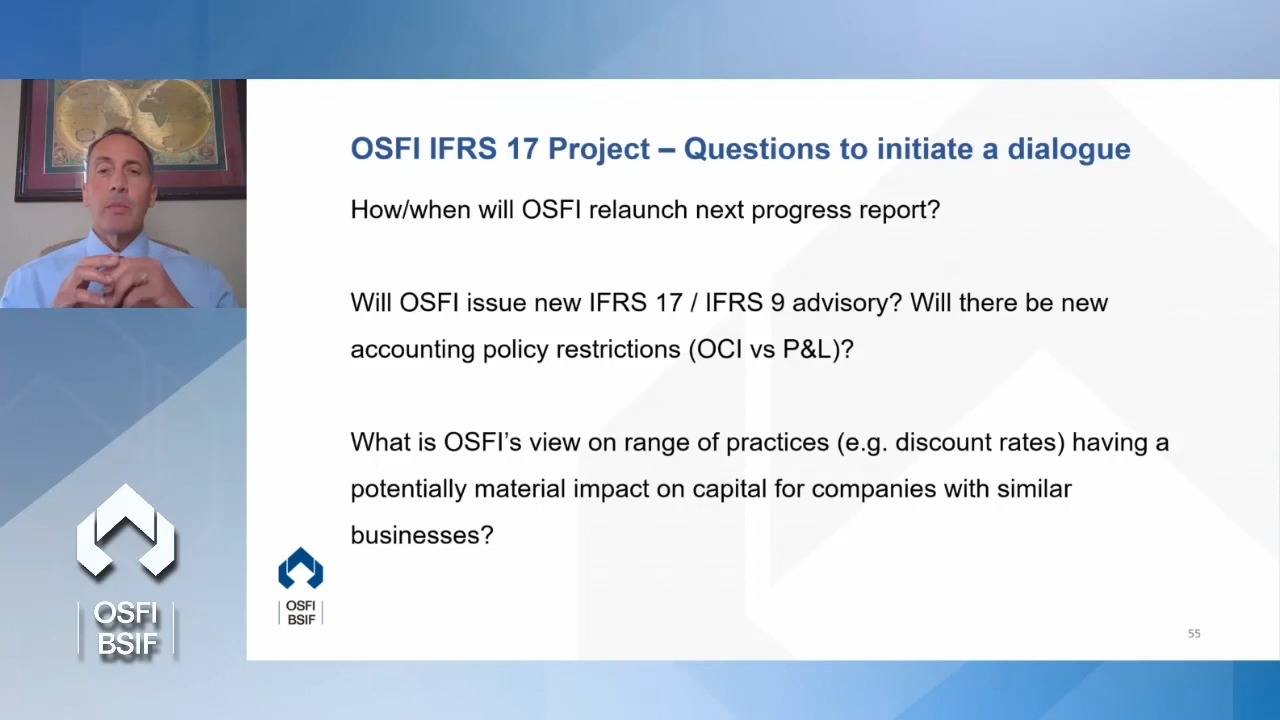 OSFI IFRS 17 Project – Questions to initiate a dialogue
How/when will OSFI relaunch next progress report?
Will OSFI issue new IFRS 17 / IFRS 9 advisory? Will there be new
accounting policy restrictions (OCI vs P&L)?
What is OSFI’s view on range of practices (e.g. discount rates) having a
potentially material impact on capital for companies with similar
businesses?
OSFI
BSIF
OSFI
BSIF
55